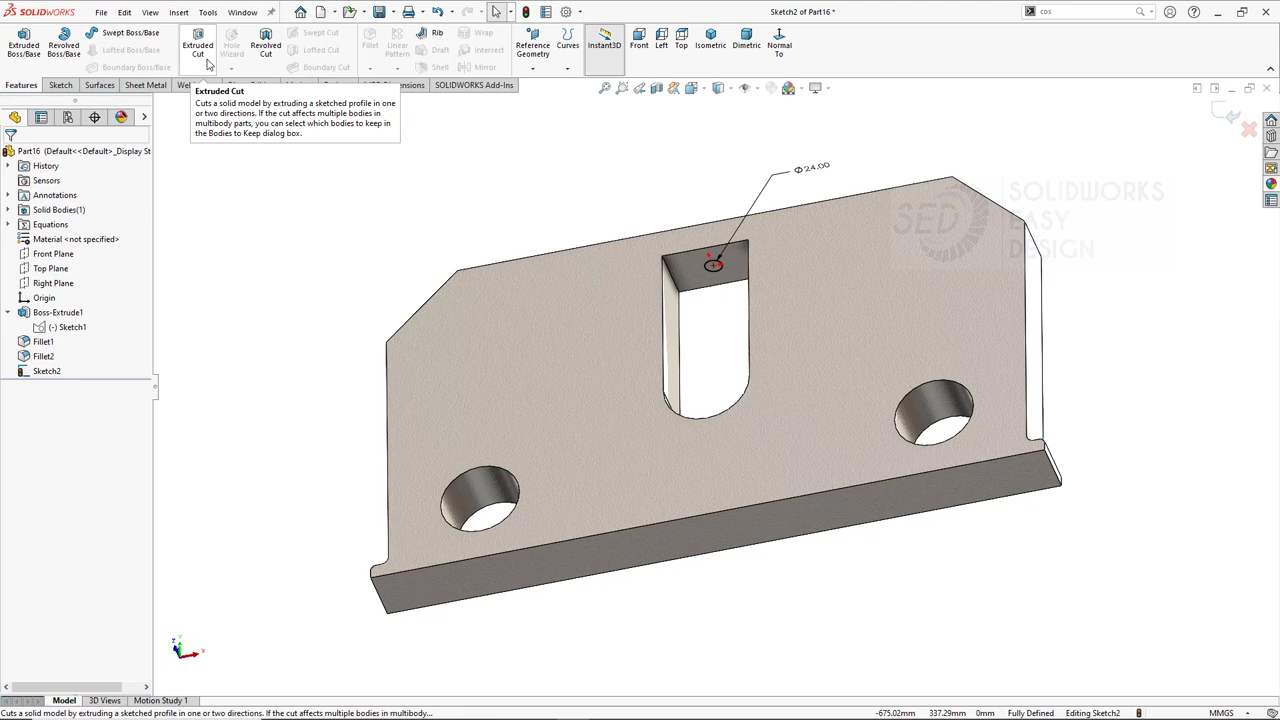 SOLIDWORKS
File
Edit
View
Insert
Tools
Window
Sketch2 of Part16 *
cos
Extruded
Boss/Base
Revolved
Boss/Base
Swept Boss/Base
Lofted Boss/Base
Boundary Boss/Base
Extruded
Cut
Hole
Wizard
Revolved
Cut
Swept Cut
Lofted Cut
Boundary Cut
Fillet
Linear
Pattern
Rib
Draft
Shell
Wrap
Intersect
Mirror
Reference
Geometry
Curves
Instant3D
Front
Left
Top
Isometric
Dimetric
Normal
To
Features
Sketch
Surfaces
Sheet Metal
SOLIDWORKS Add-Ins
Extruded Cut
Cuts a solid model by extruding a sketched profile in one
or two directions. If the cut affects multiple bodies in
multibody parts, you can select which bodies to keep in
the Bodies to Keep dialog box.
Part16 (Default<<Default>_Display St
History
Sensors
Annotations
Solid Bodies(1)
Equations
Material <not specified>
Front Plane
Top Plane
Right Plane
Origin
Boss-Extrude1
(-) Sketch1
Fillet1
Fillet2
Sketch2
Φ24.00
SED
SOLIDWORKS
EASY
DESIGN
Z
Y
X
Model
3D Views
Motion Study 1
Cuts a solid model by extruding a sketched profile in one or two directions. If the cut affects multiple bodies in multibody...
-675.02mm
337.29mm
0mm
Fully Defined
Editing Sketch2
MMGS